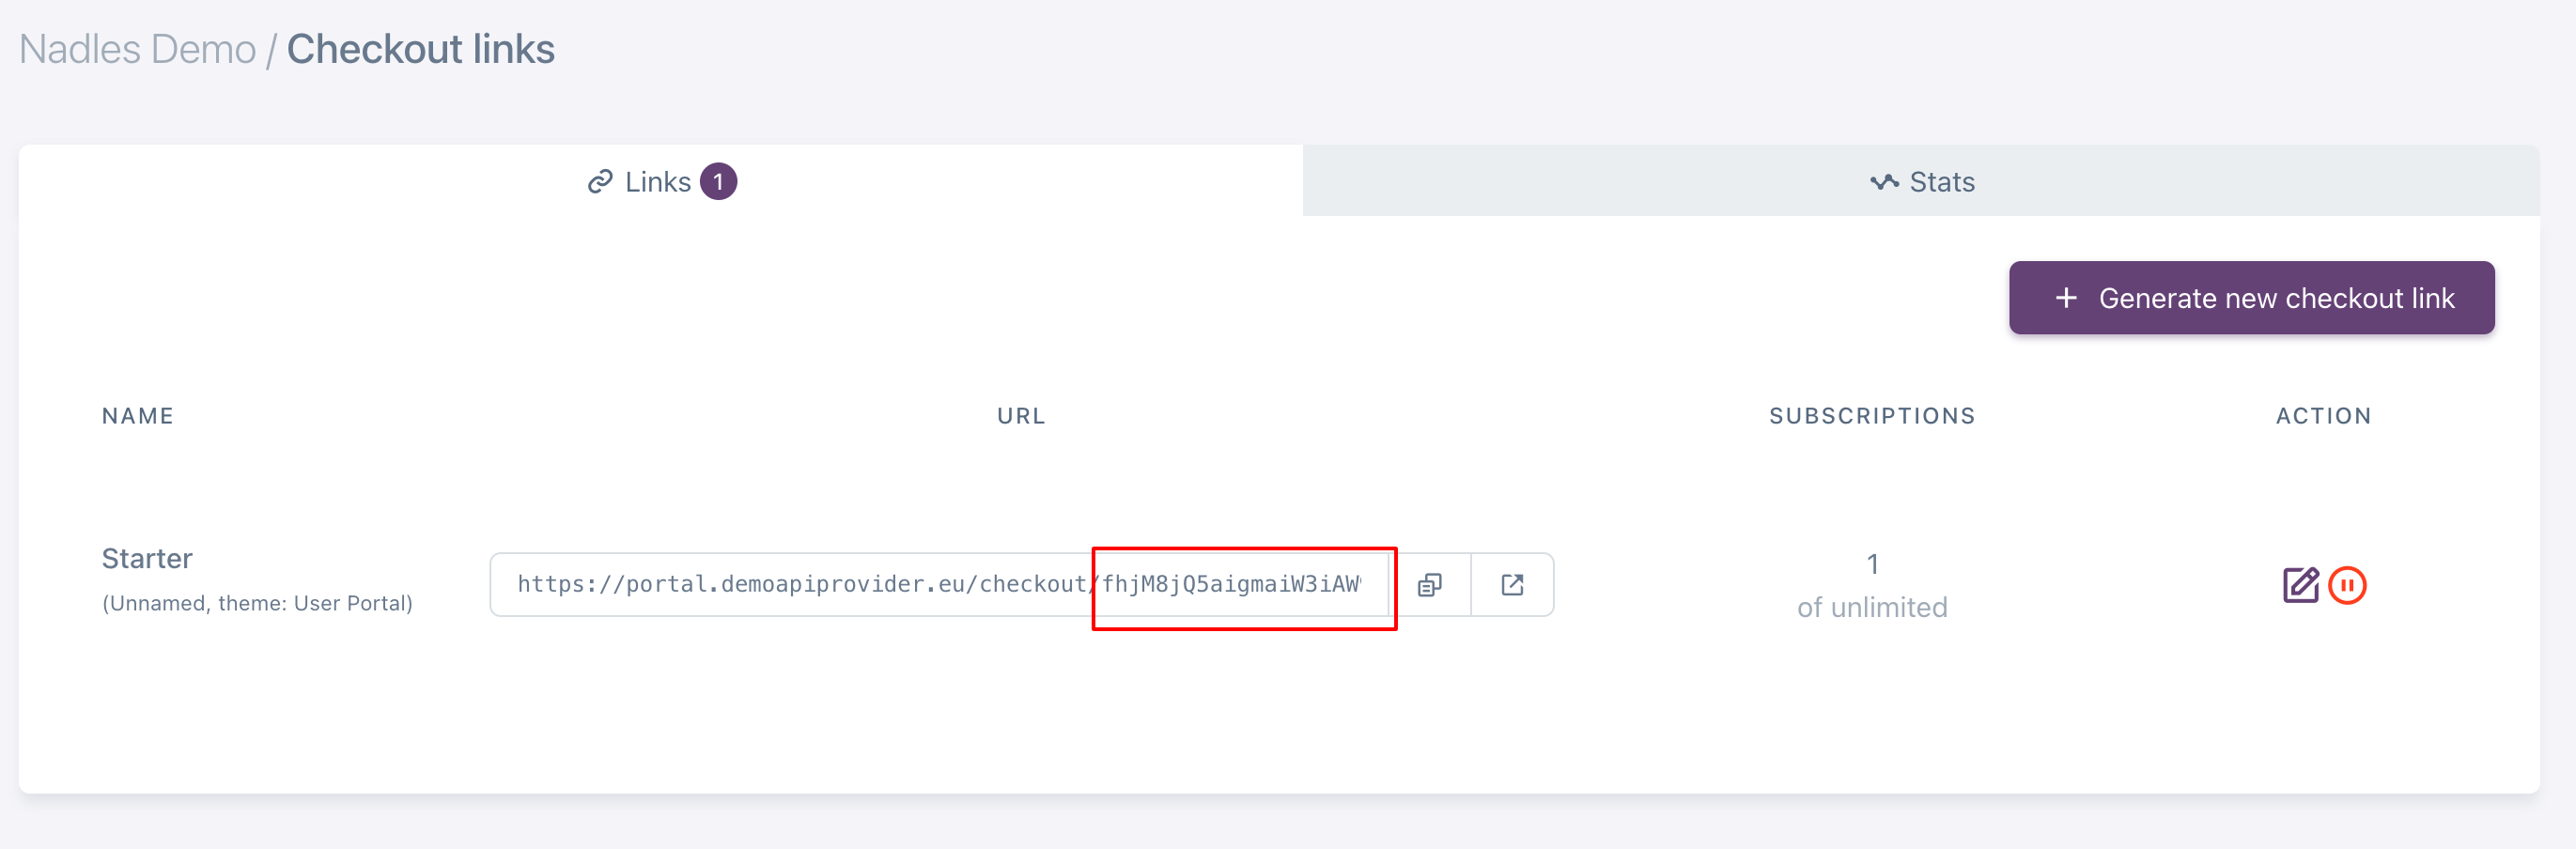 Nadles Demo / Checkout links
Links 1
Stats
+ Generate new checkout link
NAME URL SUBSCRIPTIONS ACTION
Starter
(Unnamed, theme: User Portal)
https://portal.demoapiprovider.eu/checkout/fhjM8jQ5aigmaiW3iAW
1
of unlimited